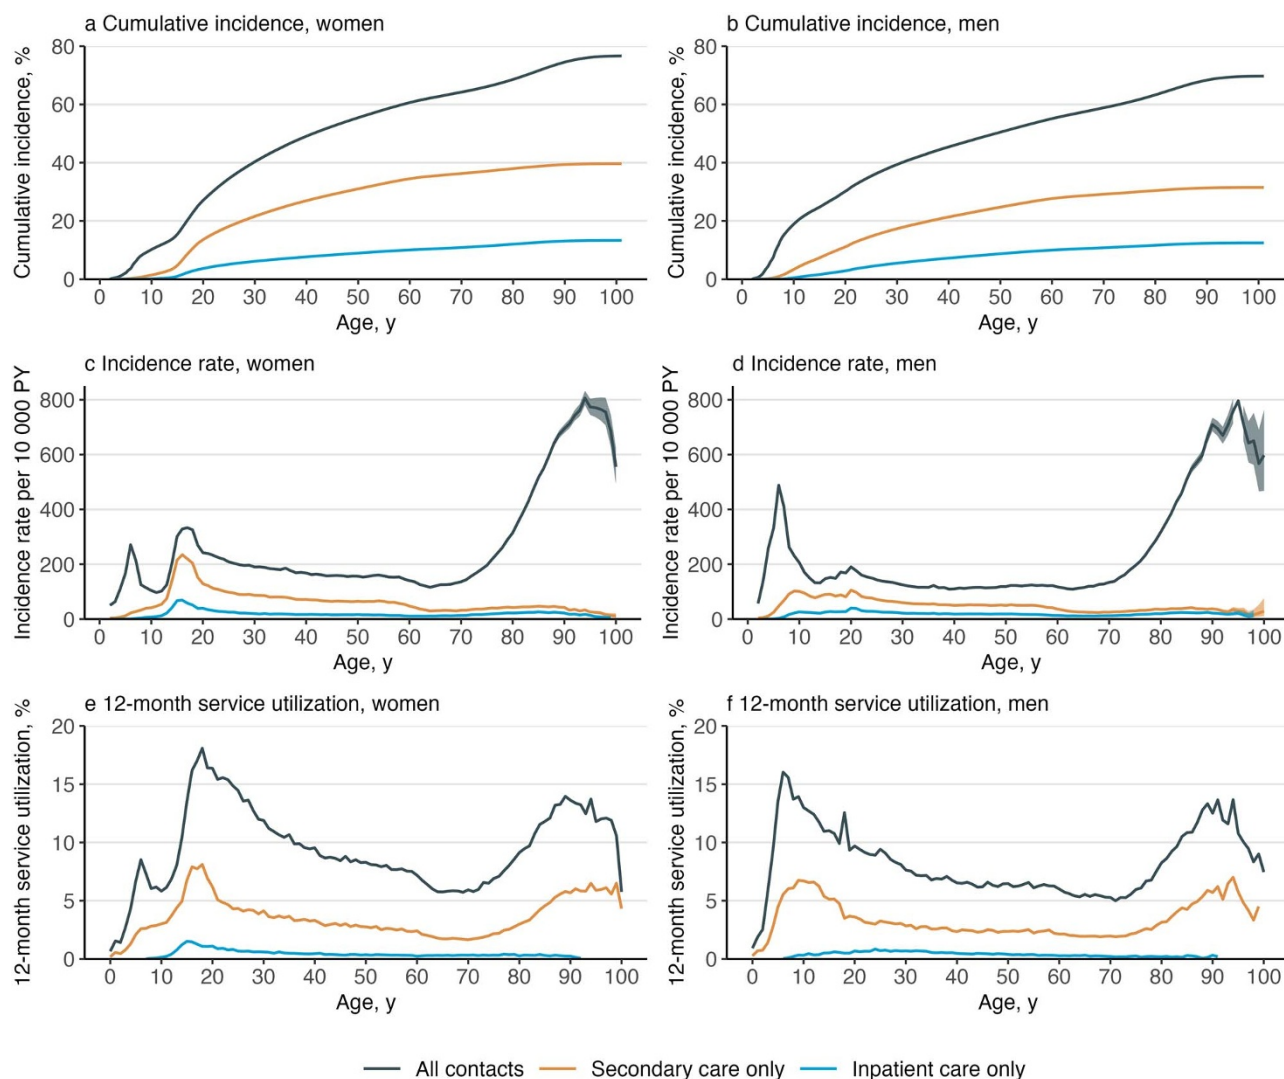 a Cumulative incidence, women
Cumulative incidence, %
80
60
40
20
0
0 10 20 30 40 50 60 70 80 90 100
Age, y
b Cumulative incidence, men
Cumulative incidence, %
80
60
40
20
0
0 10 20 30 40 50 60 70 80 90 100
Age, y
c Incidence rate, women
Incidence rate per 10 000 PY
800
600
400
200
0
0 10 20 30 40 50 60 70 80 90 100
Age, y
d Incidence rate, men
Incidence rate per 10 000 PY
800
600
400
200
0
0 10 20 30 40 50 60 70 80 90 100
Age, y
e 12-month service utilization, women
12-month service utilization, %
20
15
10
5
0
0 10 20 30 40 50 60 70 80 90 100
Age, y
f 12-month service utilization, men
12-month service utilization, %
20
15
10
5
0
0 10 20 30 40 50 60 70 80 90 100
Age, y
All contacts Secondary care only Inpatient care only